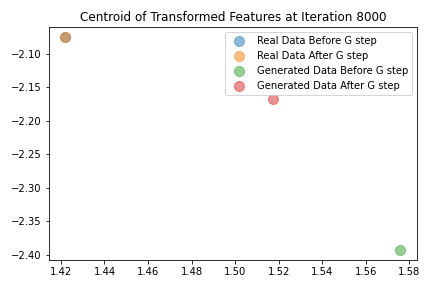 Centroid of Transformed Features at Iteration 8000
Real Data Before G step
Real Data After G step
Generated Data Before G step
Generated Data After G step
−2.10
−2.15
−2.20
−2.25
−2.30
−2.35
−2.40
1.42 1.44 1.46 1.48 1.50 1.52 1.54 1.56 1.58